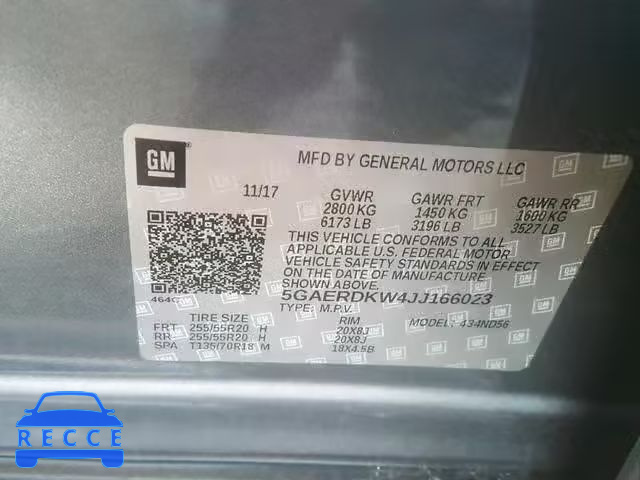 GM
MFD BY GENERAL MOTORS LLC
11/17 GVWR GAWR FRT GAWR RR
2800 KG 1450 KG 1600 KG
6173 LB 3196 LB 3527 LB
THIS VEHICLE CONFORMS TO ALL
APPLICABLE U.S. FEDERAL MOTOR
VEHICLE SAFETY STANDARDS IN EFFECT
ON THE DATE OF MANUFACTURE
SHOWN ABOVE.
464C
5GAERDKW4JJ166023
TYPE: M.P.V. MODEL: 434ND56
TIRE SIZE RIM
FRT 255/55R20 H 20X8J
RR 255/55R20 H 20X8J
SPA T135/70R18 M 18X4.5B
RECCE